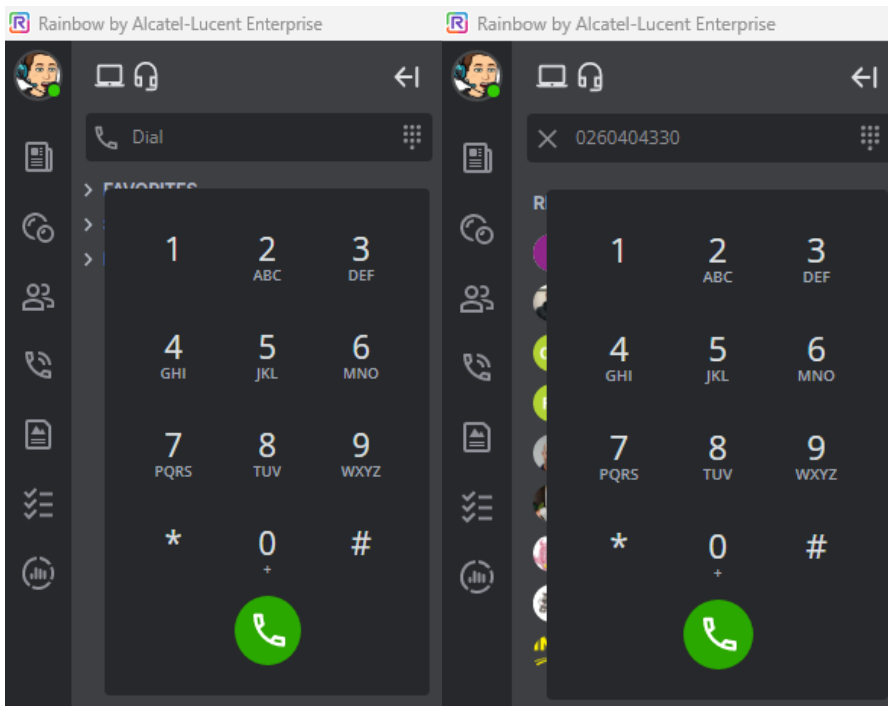 Rainbow by Alcatel-Lucent Enterprise
Dial
FAVORITES
1 2 3
ABC DEF
4 5 6
GHI JKL MNO
7 8 9
PQRS TUV WXYZ
* 0 #
+
Rainbow by Alcatel-Lucent Enterprise
0260404330
1 2 3
ABC DEF
4 5 6
GHI JKL MNO
7 8 9
PQRS TUV WXYZ
* 0 #
+